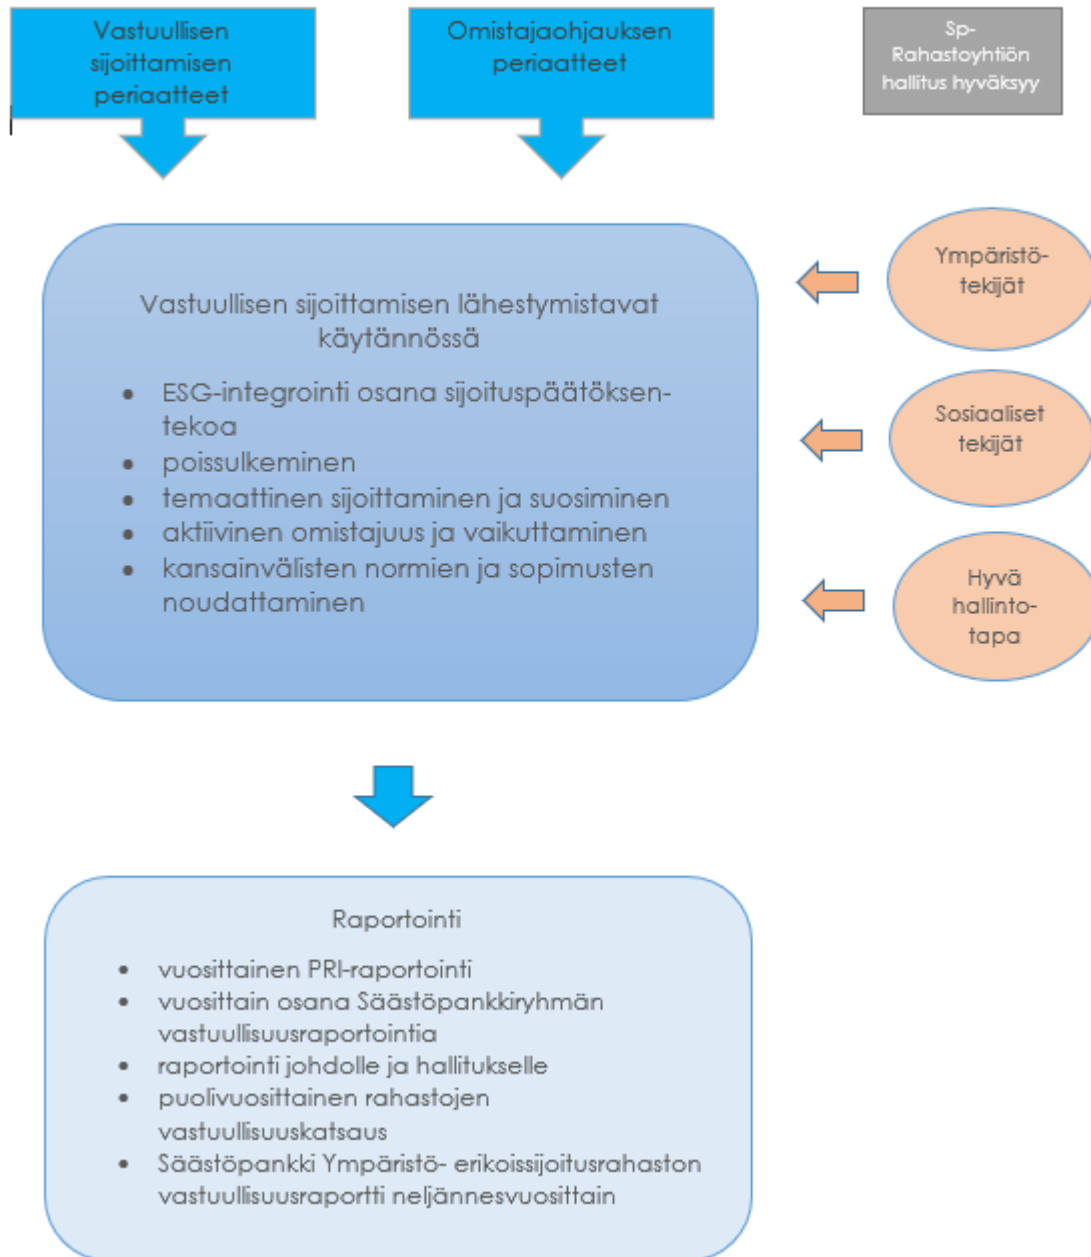 Vastuullisen
sijoittamisen
periaatteet
Omistajaohjauksen
periaatteet
Sp-
Rahastoyhtiön
hallitus hyväksyy
Vastuullisen sijoittamisen lähestymistavat
käytännössä
• ESG-integrointi osana sijoituspäätöksen-
tekoa
• poissulkeminen
• temaattinen sijoittaminen ja suosiminen
• aktiivinen omistajuus ja vaikuttaminen
• kansainvälisten normien ja sopimusten
noudattaminen
Ympäristö-
tekijät
Sosiaaliset
tekijät
Hyvä
hallinto-
tapa
Raportointi
• vuosittainen PRI-raportointi
• vuosittain osana Säästöpankkiryhmän
vastuullisuusraportointia
• raportointi johdolle ja hallitukselle
• puolivuosittainen rahastojen
vastuullisuuskatsaus
• Säästöpankki Ympäristö- erikoissijoitusrahaston
vastuullisuusraportti neljännesvuosittain